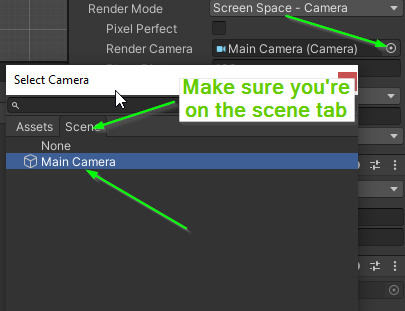 Render Mode Screen Space - Camera
Pixel Perfect
Render Camera Main Camera (Camera)
Select Camera
Make sure you're
on the scene tab
Assets Scene
None
Main Camera